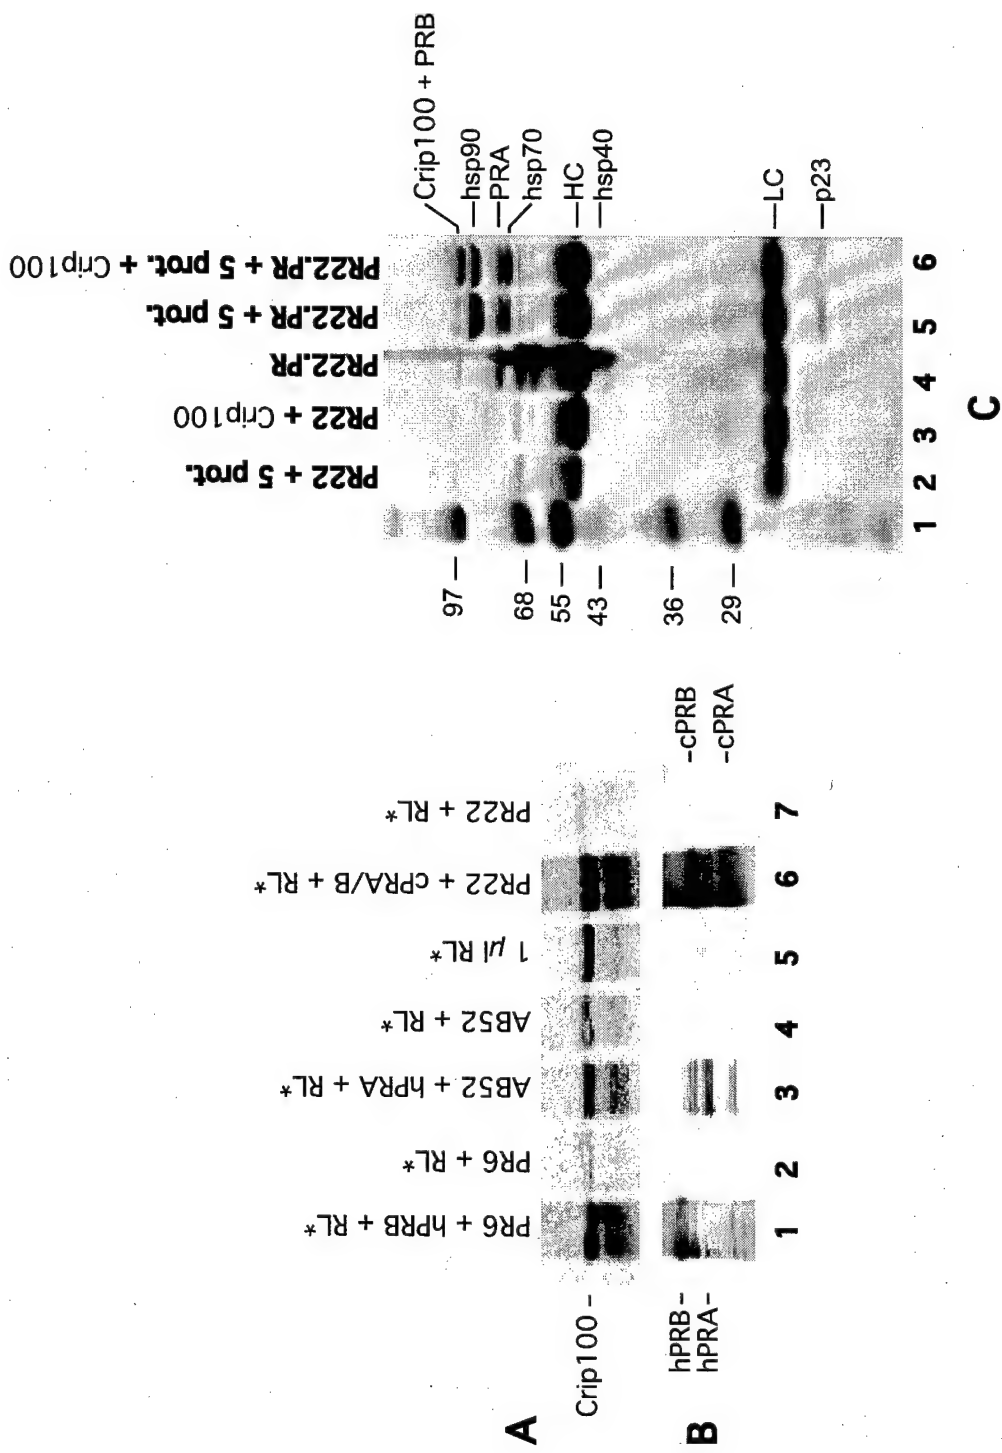 A
Crip100 -
PR6 + hPRB + RL*
PR6 + RL*
AB52 + hPRA + RL*
AB52 + RL*
1 µl RL*
PR22 + cPRA/B + RL*
PR22 + RL*
B
hPRB-
hPRA-
-cPRB
-cPRA
1 2 3 4 5 6 7
PR22 + 5 prot.
PR22 + Crip100
PR22.PR
PR22.PR + 5 prot.
PR22.PR + 5 prot. + Crip100
97 —
68 —
55 —
43 —
36 —
29 —
Crip100 + PRB
—hsp90
—PRA
hsp70
—HC
—hsp40
—LC
—p23
1 2 3 4 5 6
C